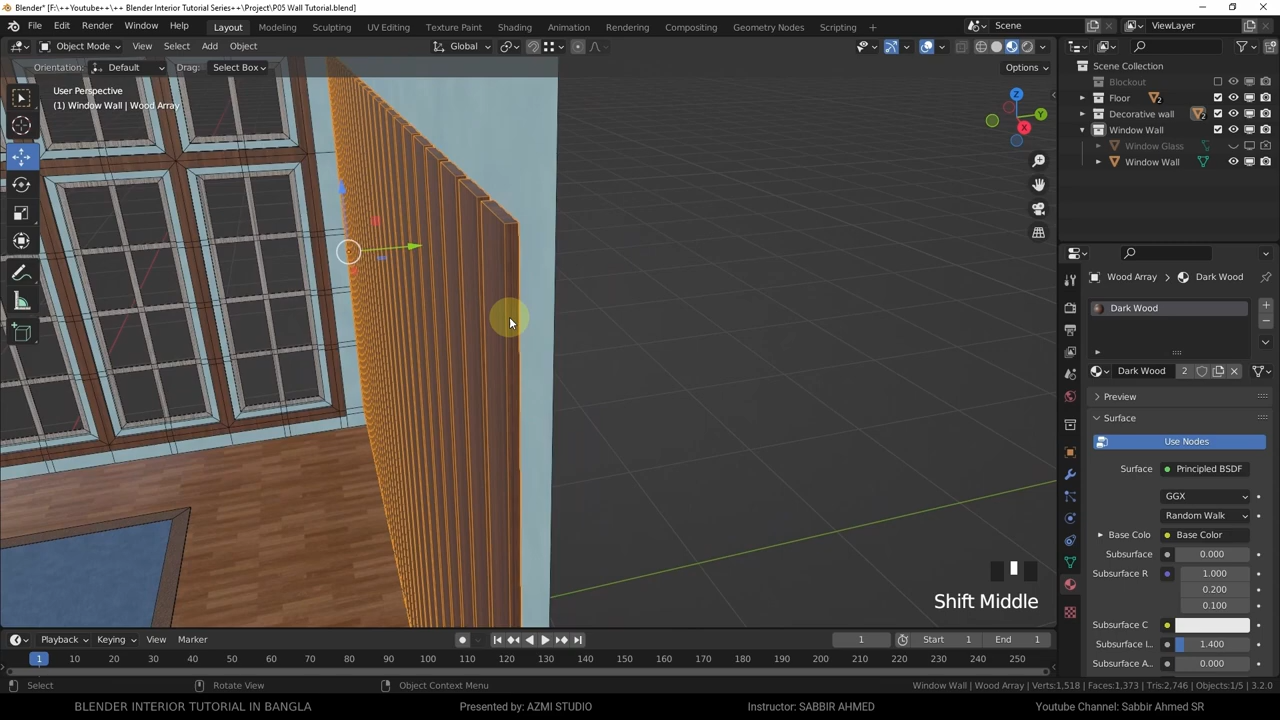 Blender* [F:\++Youtube++\++ Blender Interior Tutorial Series++\Project\P05 Wall Tutorial.blend]
File Edit Render Window Help Layout Modeling Sculpting UV Editing Texture Paint Shading Animation Rendering Compositing Geometry Nodes Scripting Scene ViewLayer
Object Mode View Select Add Object Global
Orientation: Default Drag: Select Box Options
User Perspective
(1) Window Wall | Wood Array
X
Y
Z
Scene Collection
Blockout
Floor 2
Decorative wall 2
Window Wall
Window Glass
Window Wall
Wood Array Dark Wood
Dark Wood
Dark Wood 2
Preview
Surface
Use Nodes
Surface Principled BSDF
GGX
Random Walk
Base Colo Base Color
Subsurface 0.000
Subsurface R 1.000
0.200
0.100
Subsurface C
Subsurface I... 1.400
Subsurface A... 0.000
Shift Middle
Playback Keying View Marker 1 Start 1 End 1
1 10 20 30 40 50 60 70 80 90 100 110 120 130 140 150 160 170 180 190 200 210 220 230 240 250
Select Rotate View Object Context Menu Window Wall | Wood Array | Verts:1,518 | Faces:1,373 | Tris:2,746 | Objects:1/5 | 3.2.0
BLENDER INTERIOR TUTORIAL IN BANGLA Presented by: AZMI STUDIO Instructor: SABBIR AHMED Youtube Channel: Sabbir Ahmed SR